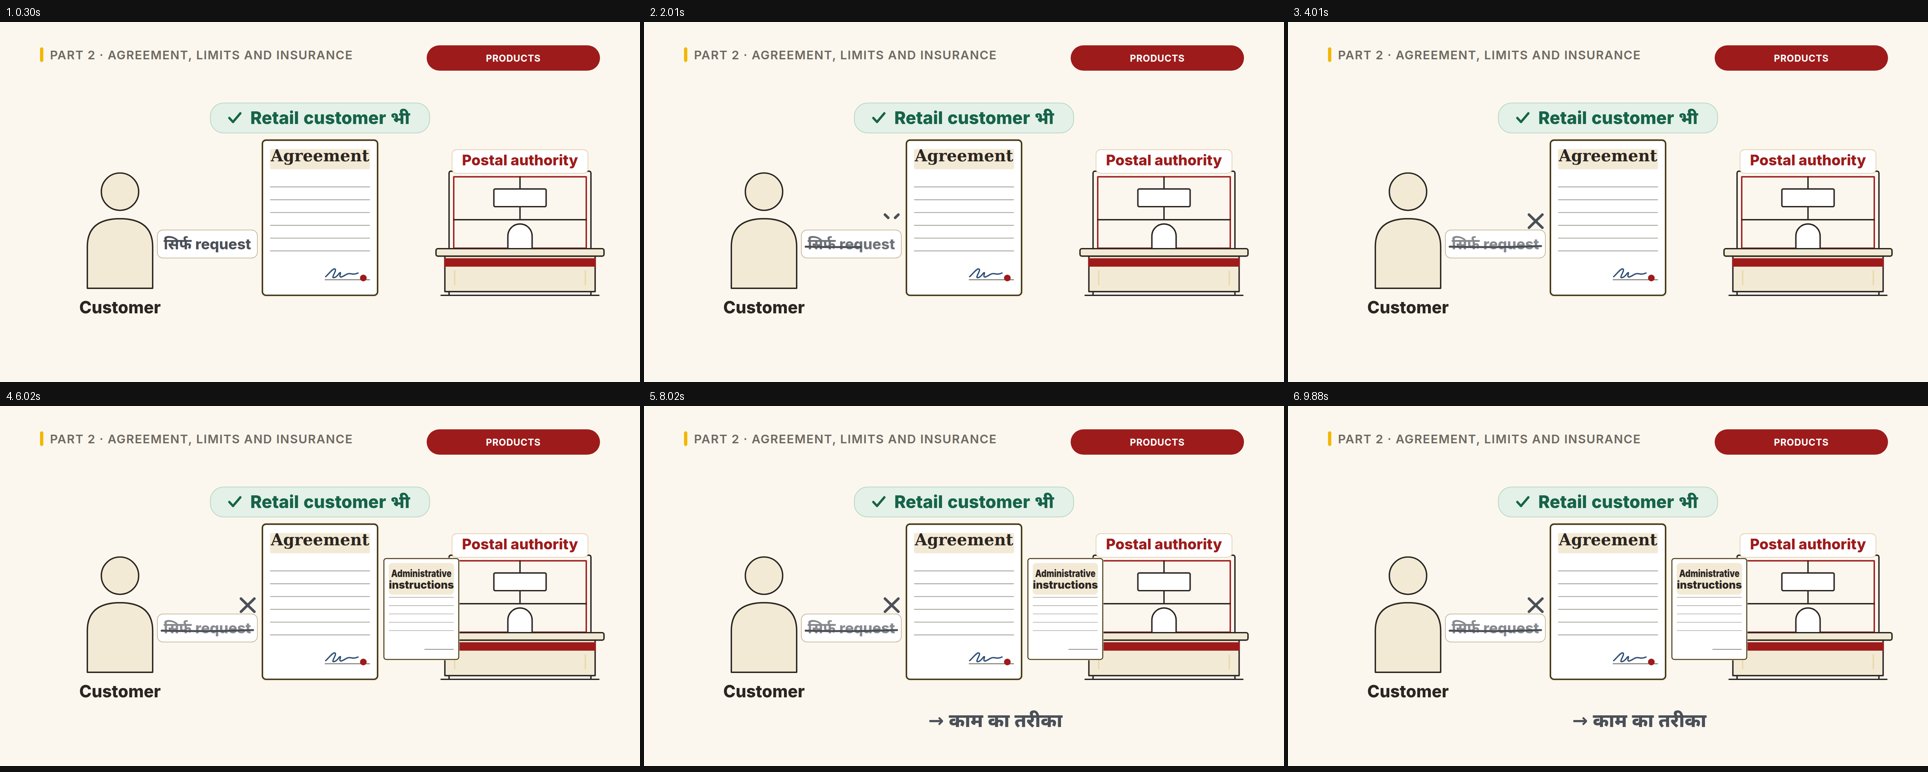 1. 0.30s
PART 2 · AGREEMENT, LIMITS AND INSURANCE
PRODUCTS
✓ Retail customer भी
Agreement
Postal authority
सिर्फ request
Customer
2. 2.01s
PART 2 · AGREEMENT, LIMITS AND INSURANCE
PRODUCTS
✓ Retail customer भी
Agreement
Postal authority
सिर्फ request
Customer
3. 4.01s
PART 2 · AGREEMENT, LIMITS AND INSURANCE
PRODUCTS
✓ Retail customer भी
Agreement
Postal authority
सिर्फ request
Customer
4. 6.02s
PART 2 · AGREEMENT, LIMITS AND INSURANCE
PRODUCTS
✓ Retail customer भी
Agreement
Postal authority
Administrative
instructions
सिर्फ request
Customer
5. 8.02s
PART 2 · AGREEMENT, LIMITS AND INSURANCE
PRODUCTS
✓ Retail customer भी
Agreement
Postal authority
Administrative
instructions
सिर्फ request
Customer
→ काम का तरीका
6. 9.88s
PART 2 · AGREEMENT, LIMITS AND INSURANCE
PRODUCTS
✓ Retail customer भी
Agreement
Postal authority
Administrative
instructions
सिर्फ request
Customer
→ काम का तरीका